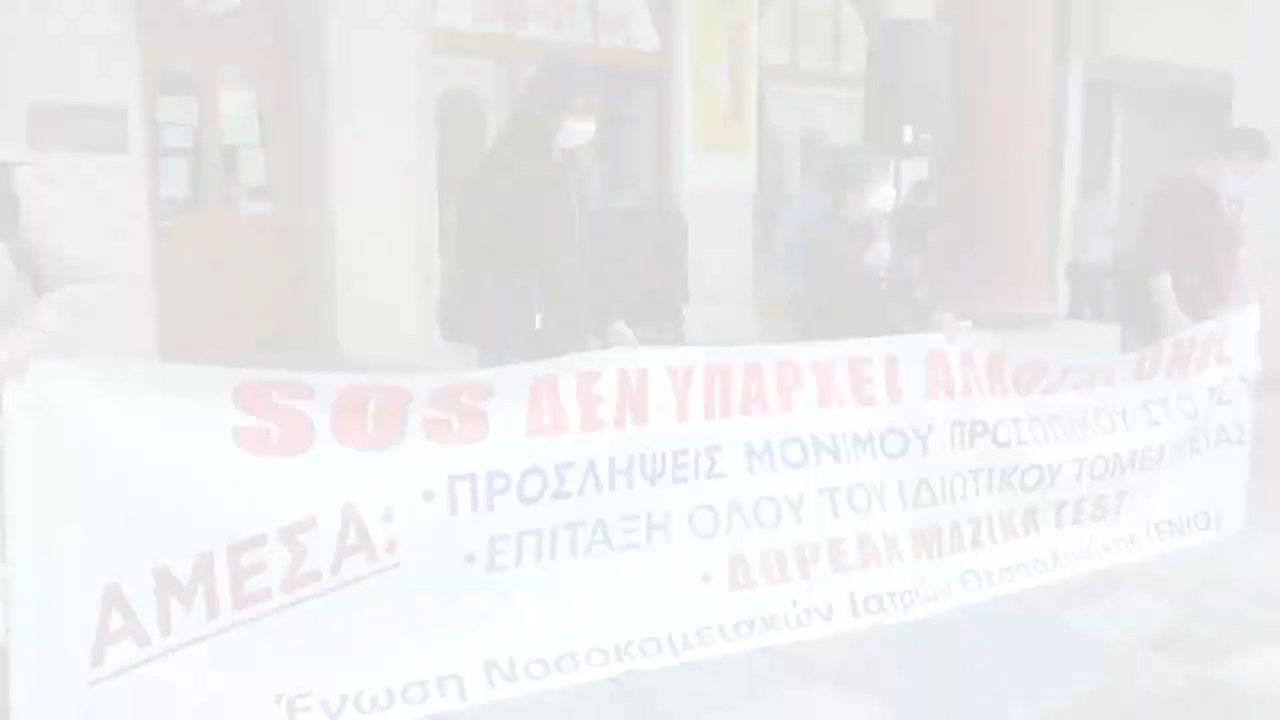 SOS ΔΕΝ ΥΠΑΡΧΕΙ
ΑΜΕΣΑ:
• ΠΡΟΣΛΗΨΕΙΣ ΜΟΝΙΜΟΥ ΠΡΟΣΩΠΙΚΟΥ ΣΤΟ
• ΕΠΙΤΑΞΗ ΟΛΟΥ ΤΟΥ ΙΔΙΩΤΙΚΟΥ ΤΟΜΕΑ
• ΔΩΡΕΑΝ ΜΑΖΙΚΑ TEST
Ένωση Νοσοκομειακών Ιατρών Θεσσαλονίκης (ΕΝΙΘ)